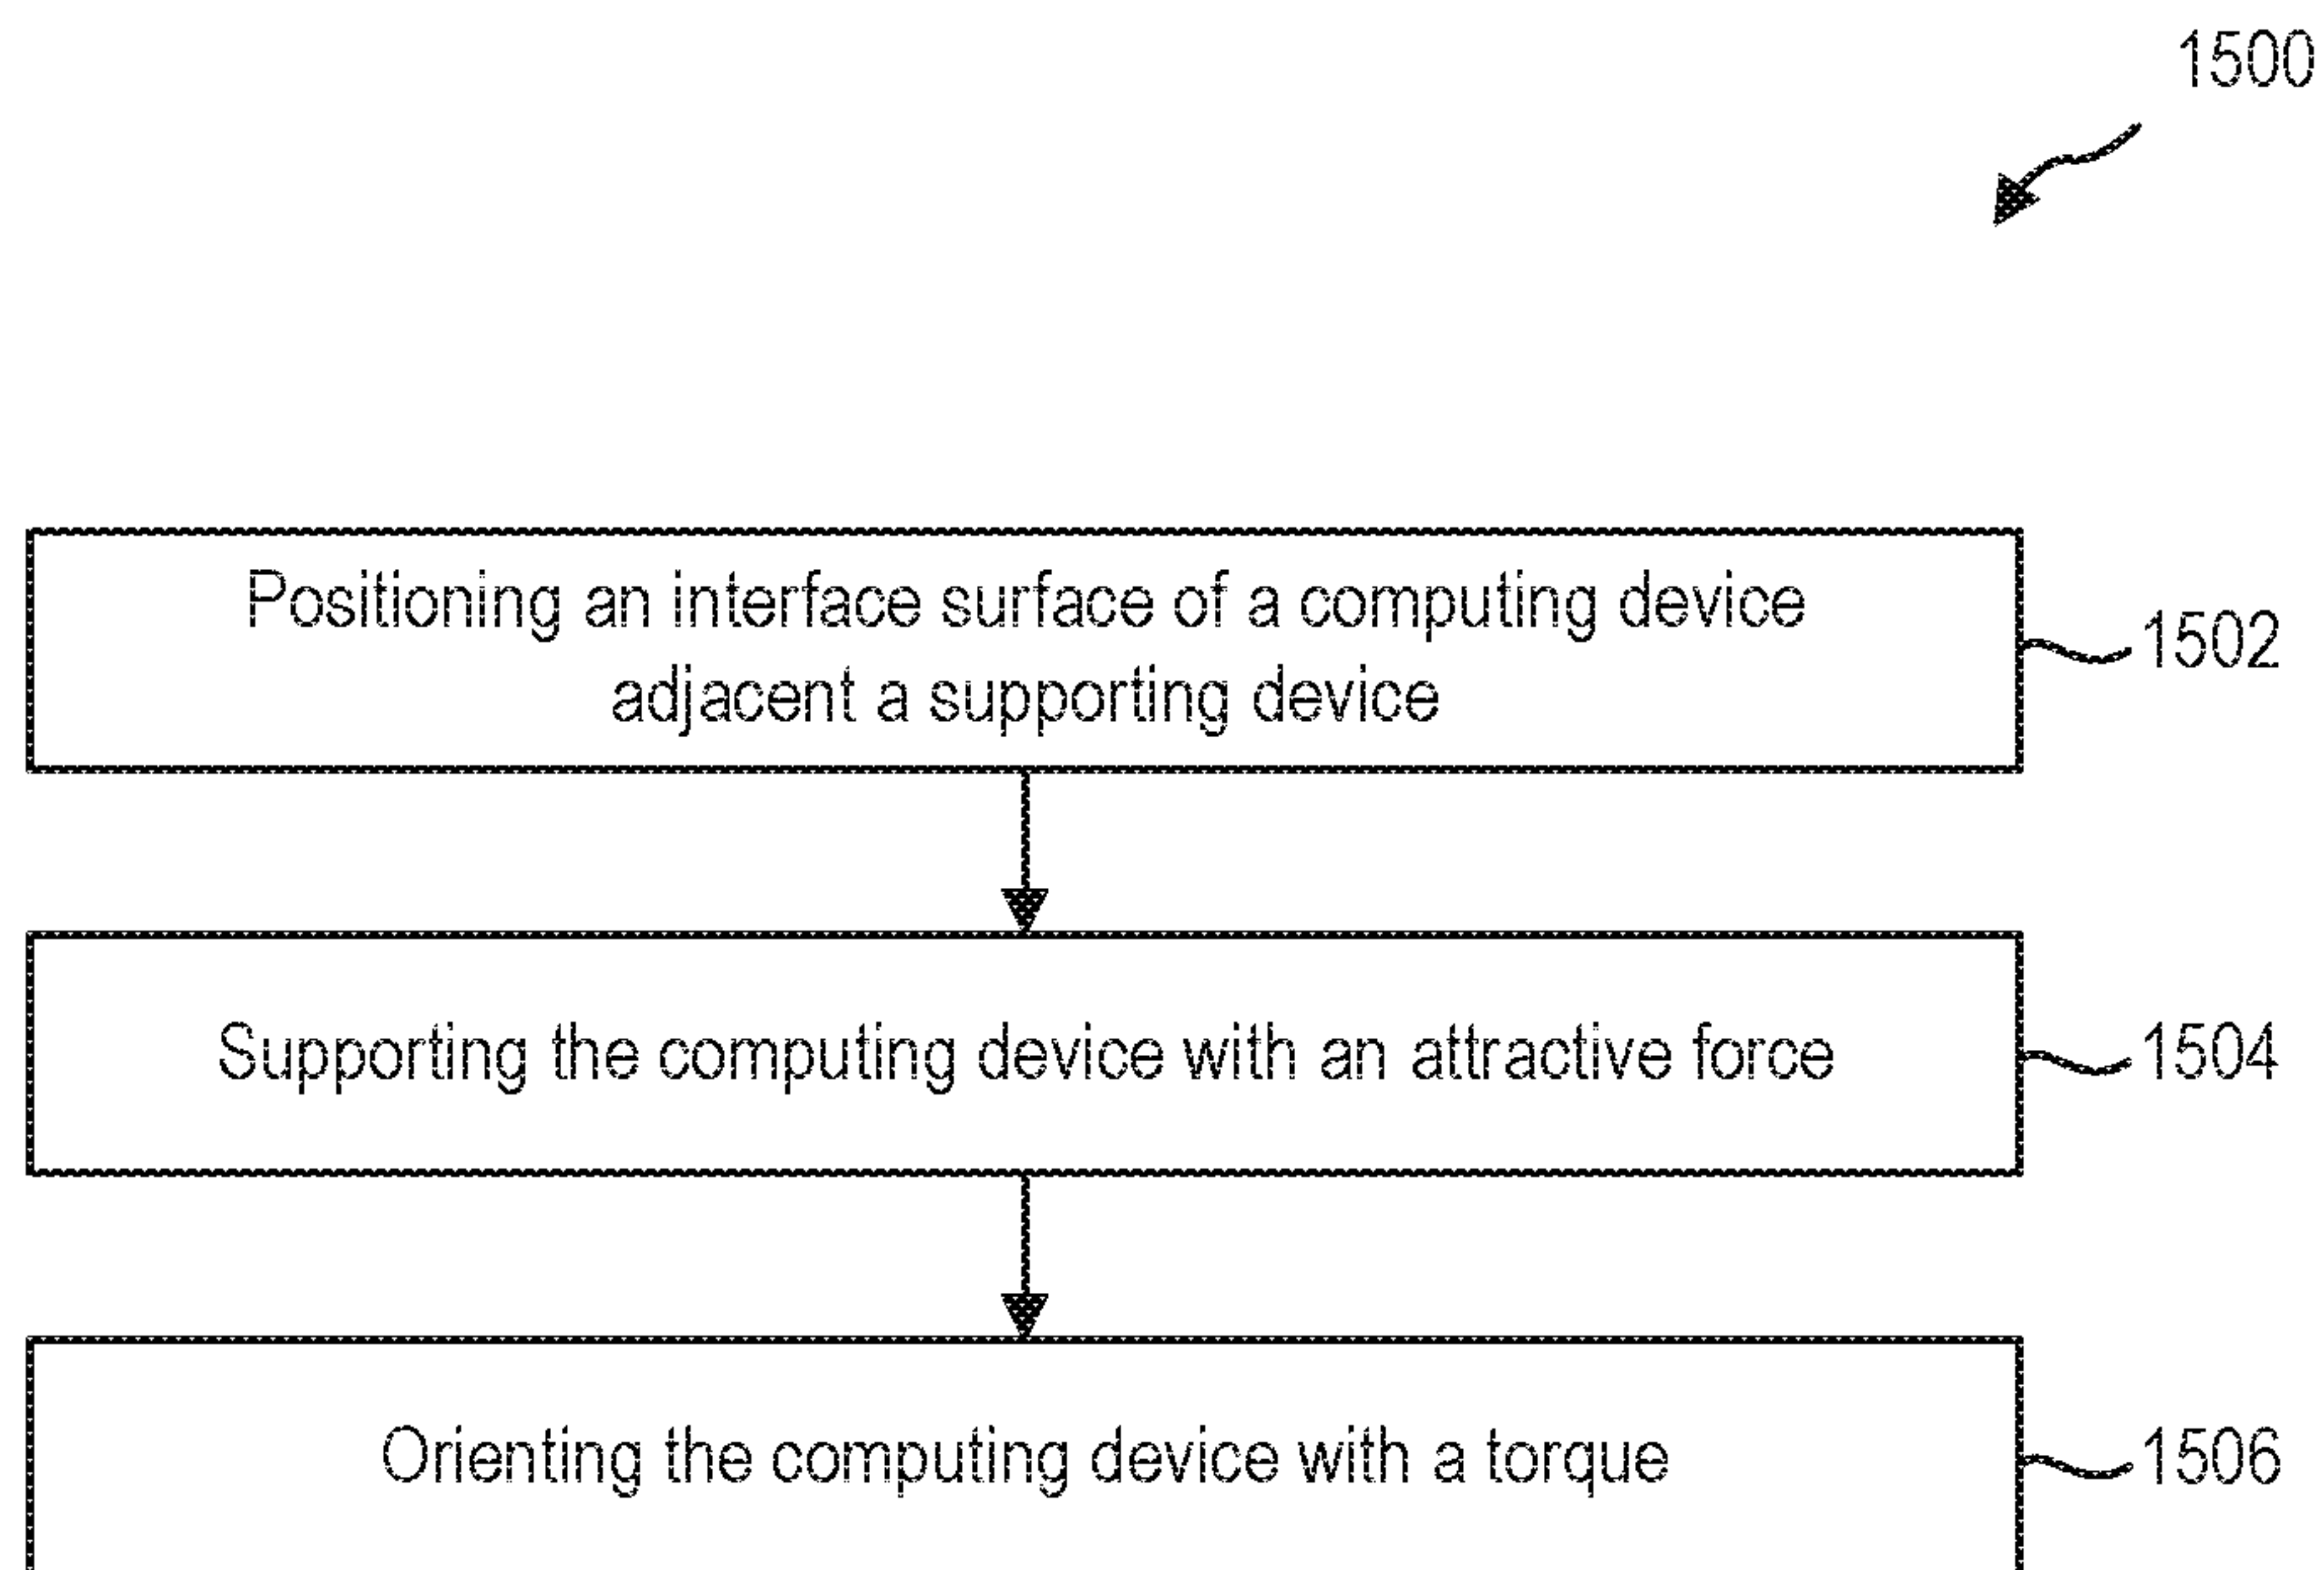 1500
Positioning an interface surface of a computing device
adjacent a supporting device
1502
Supporting the computing device with an attractive force
1504
Orienting the computing device with a torque
1506